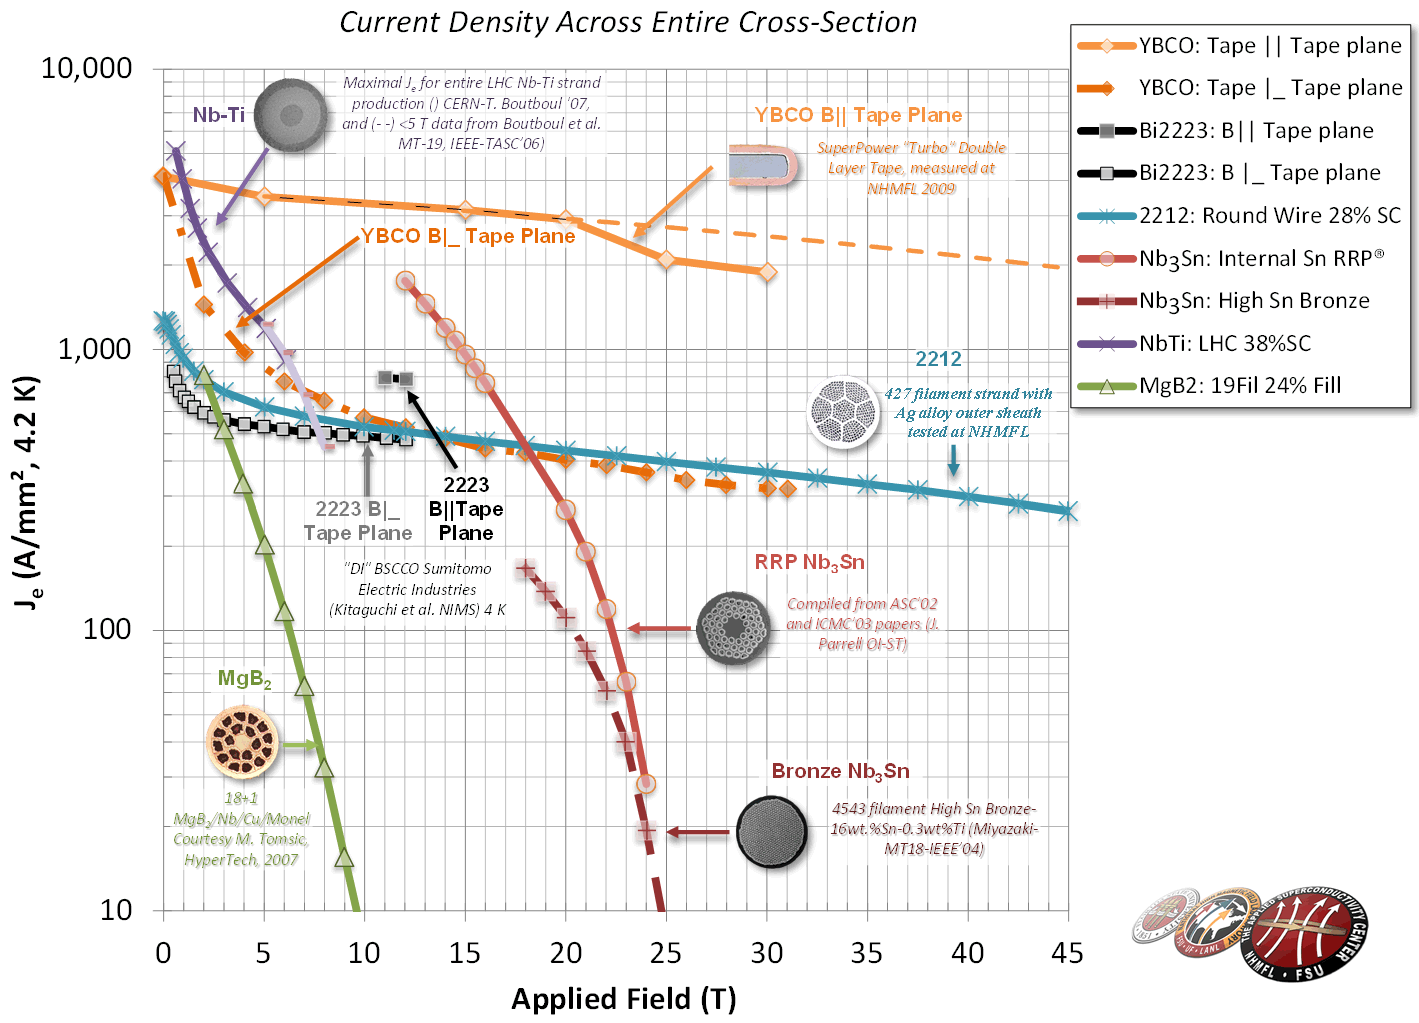 Current Density Across Entire Cross-Section
YBCO: Tape || Tape plane
YBCO: Tape |_ Tape plane
Bi2223: B|| Tape plane
Bi2223: B |_ Tape plane
2212: Round Wire 28% SC
Nb3Sn: Internal Sn RRP®
Nb3Sn: High Sn Bronze
NbTi: LHC 38%SC
MgB2: 19Fil 24% Fill
10,000
1,000
100
10
Je (A/mm², 4.2 K)
Nb-Ti
Maximal Je for entire LHC Nb-Ti strand
production () CERN-T. Boutboul '07,
and (- -) <5 T data from Boutboul et al.
MT-19, IEEE-TASC'06)
YBCO B|| Tape Plane
SuperPower "Turbo" Double
Layer Tape, measured at
NHMFL 2009
YBCO B|_ Tape Plane
2212
427 filament strand with
Ag alloy outer sheath
tested at NHMFL
2223 B|_
Tape Plane
2223
B||Tape
Plane
"DI" BSCCO Sumitomo
Electric Industries
(Kitaguchi et al. NIMS) 4 K
RRP Nb3Sn
Compiled from ASC'02
and ICMC'03 papers (J.
Parrell OI-ST)
MgB2
18+1
MgB2/Nb/Cu/Monel
Courtesy M. Tomsic,
HyperTech, 2007
Bronze Nb3Sn
4543 filament High Sn Bronze-
16wt.%Sn-0.3wt%Ti (Miyazaki-
MT18-IEEE'04)
0 5 10 15 20 25 30 35 40 45
Applied Field (T)
1851
FSU - UF - LANL
THE APPLIED SUPERCONDUCTIVITY CENTER
NHMFL • FSU